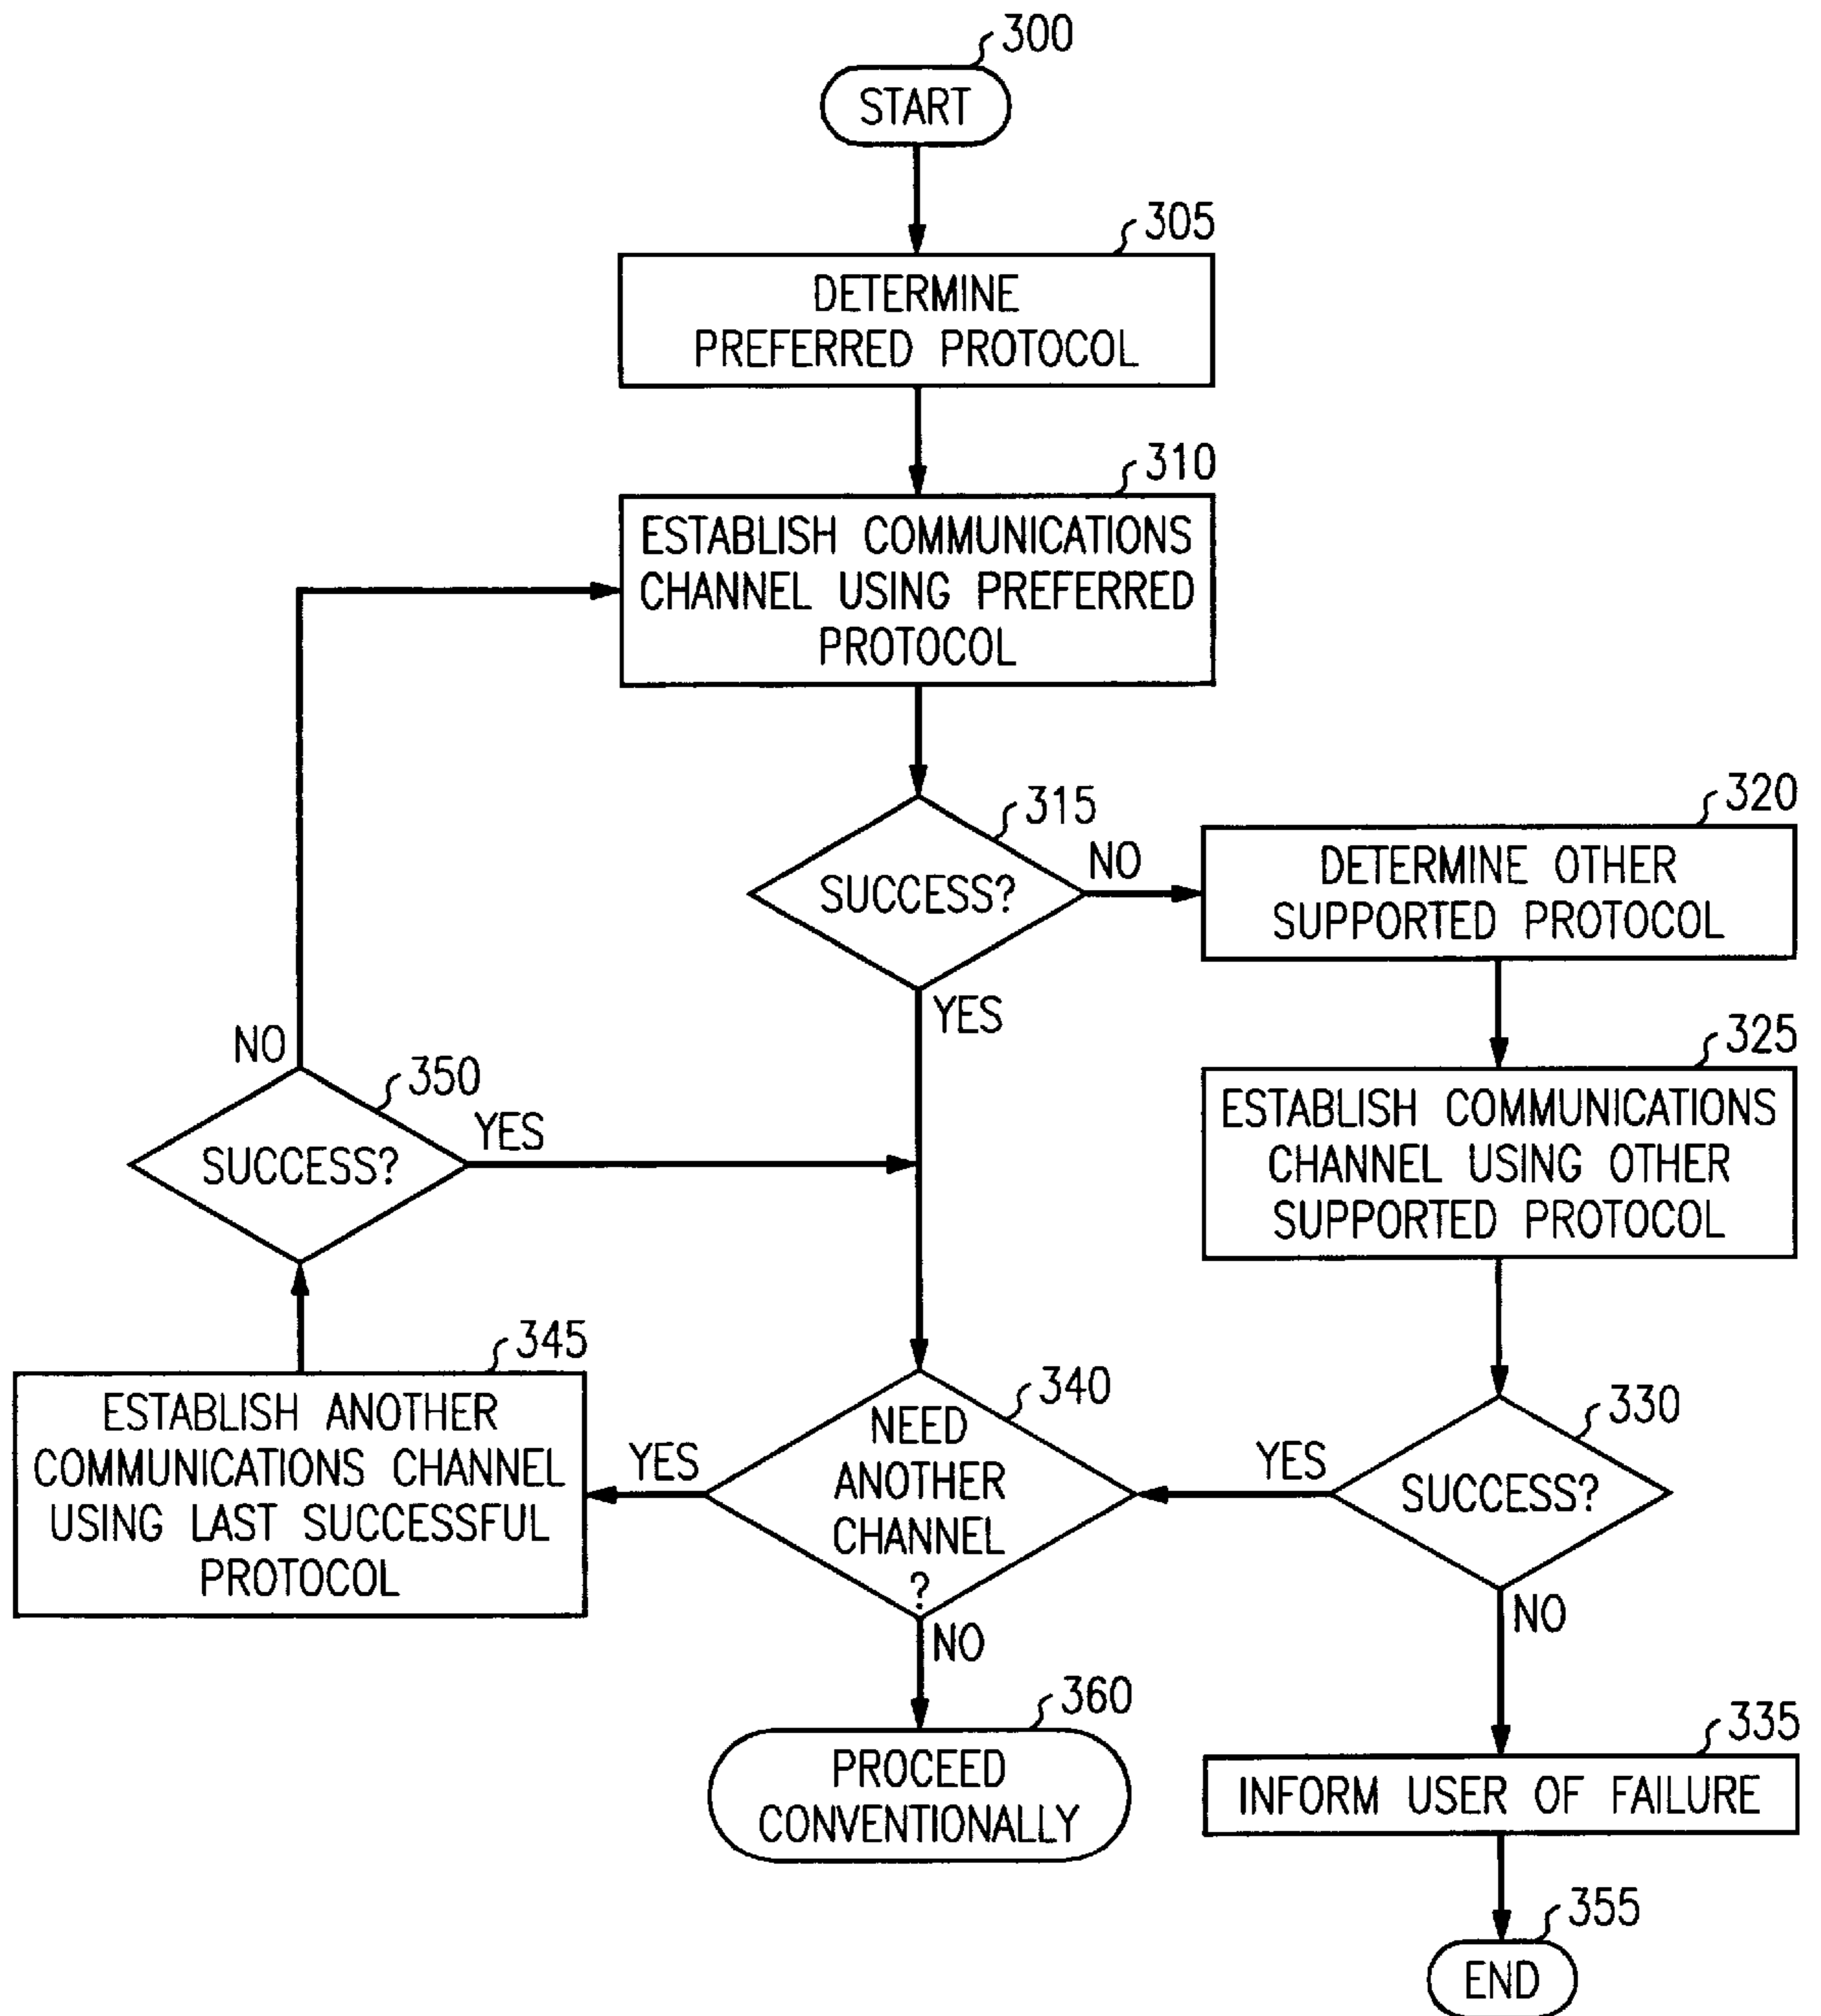 300
START
305
DETERMINE
PREFERRED PROTOCOL
310
ESTABLISH COMMUNICATIONS
CHANNEL USING PREFERRED
PROTOCOL
315
SUCCESS?
NO
YES
320
DETERMINE OTHER
SUPPORTED PROTOCOL
325
ESTABLISH COMMUNICATIONS
CHANNEL USING OTHER
SUPPORTED PROTOCOL
330
SUCCESS?
YES
NO
335
INFORM USER OF FAILURE
355
END
340
NEED
ANOTHER
CHANNEL
?
YES
NO
345
ESTABLISH ANOTHER
COMMUNICATIONS CHANNEL
USING LAST SUCCESSFUL
PROTOCOL
350
SUCCESS?
NO
YES
360
PROCEED
CONVENTIONALLY